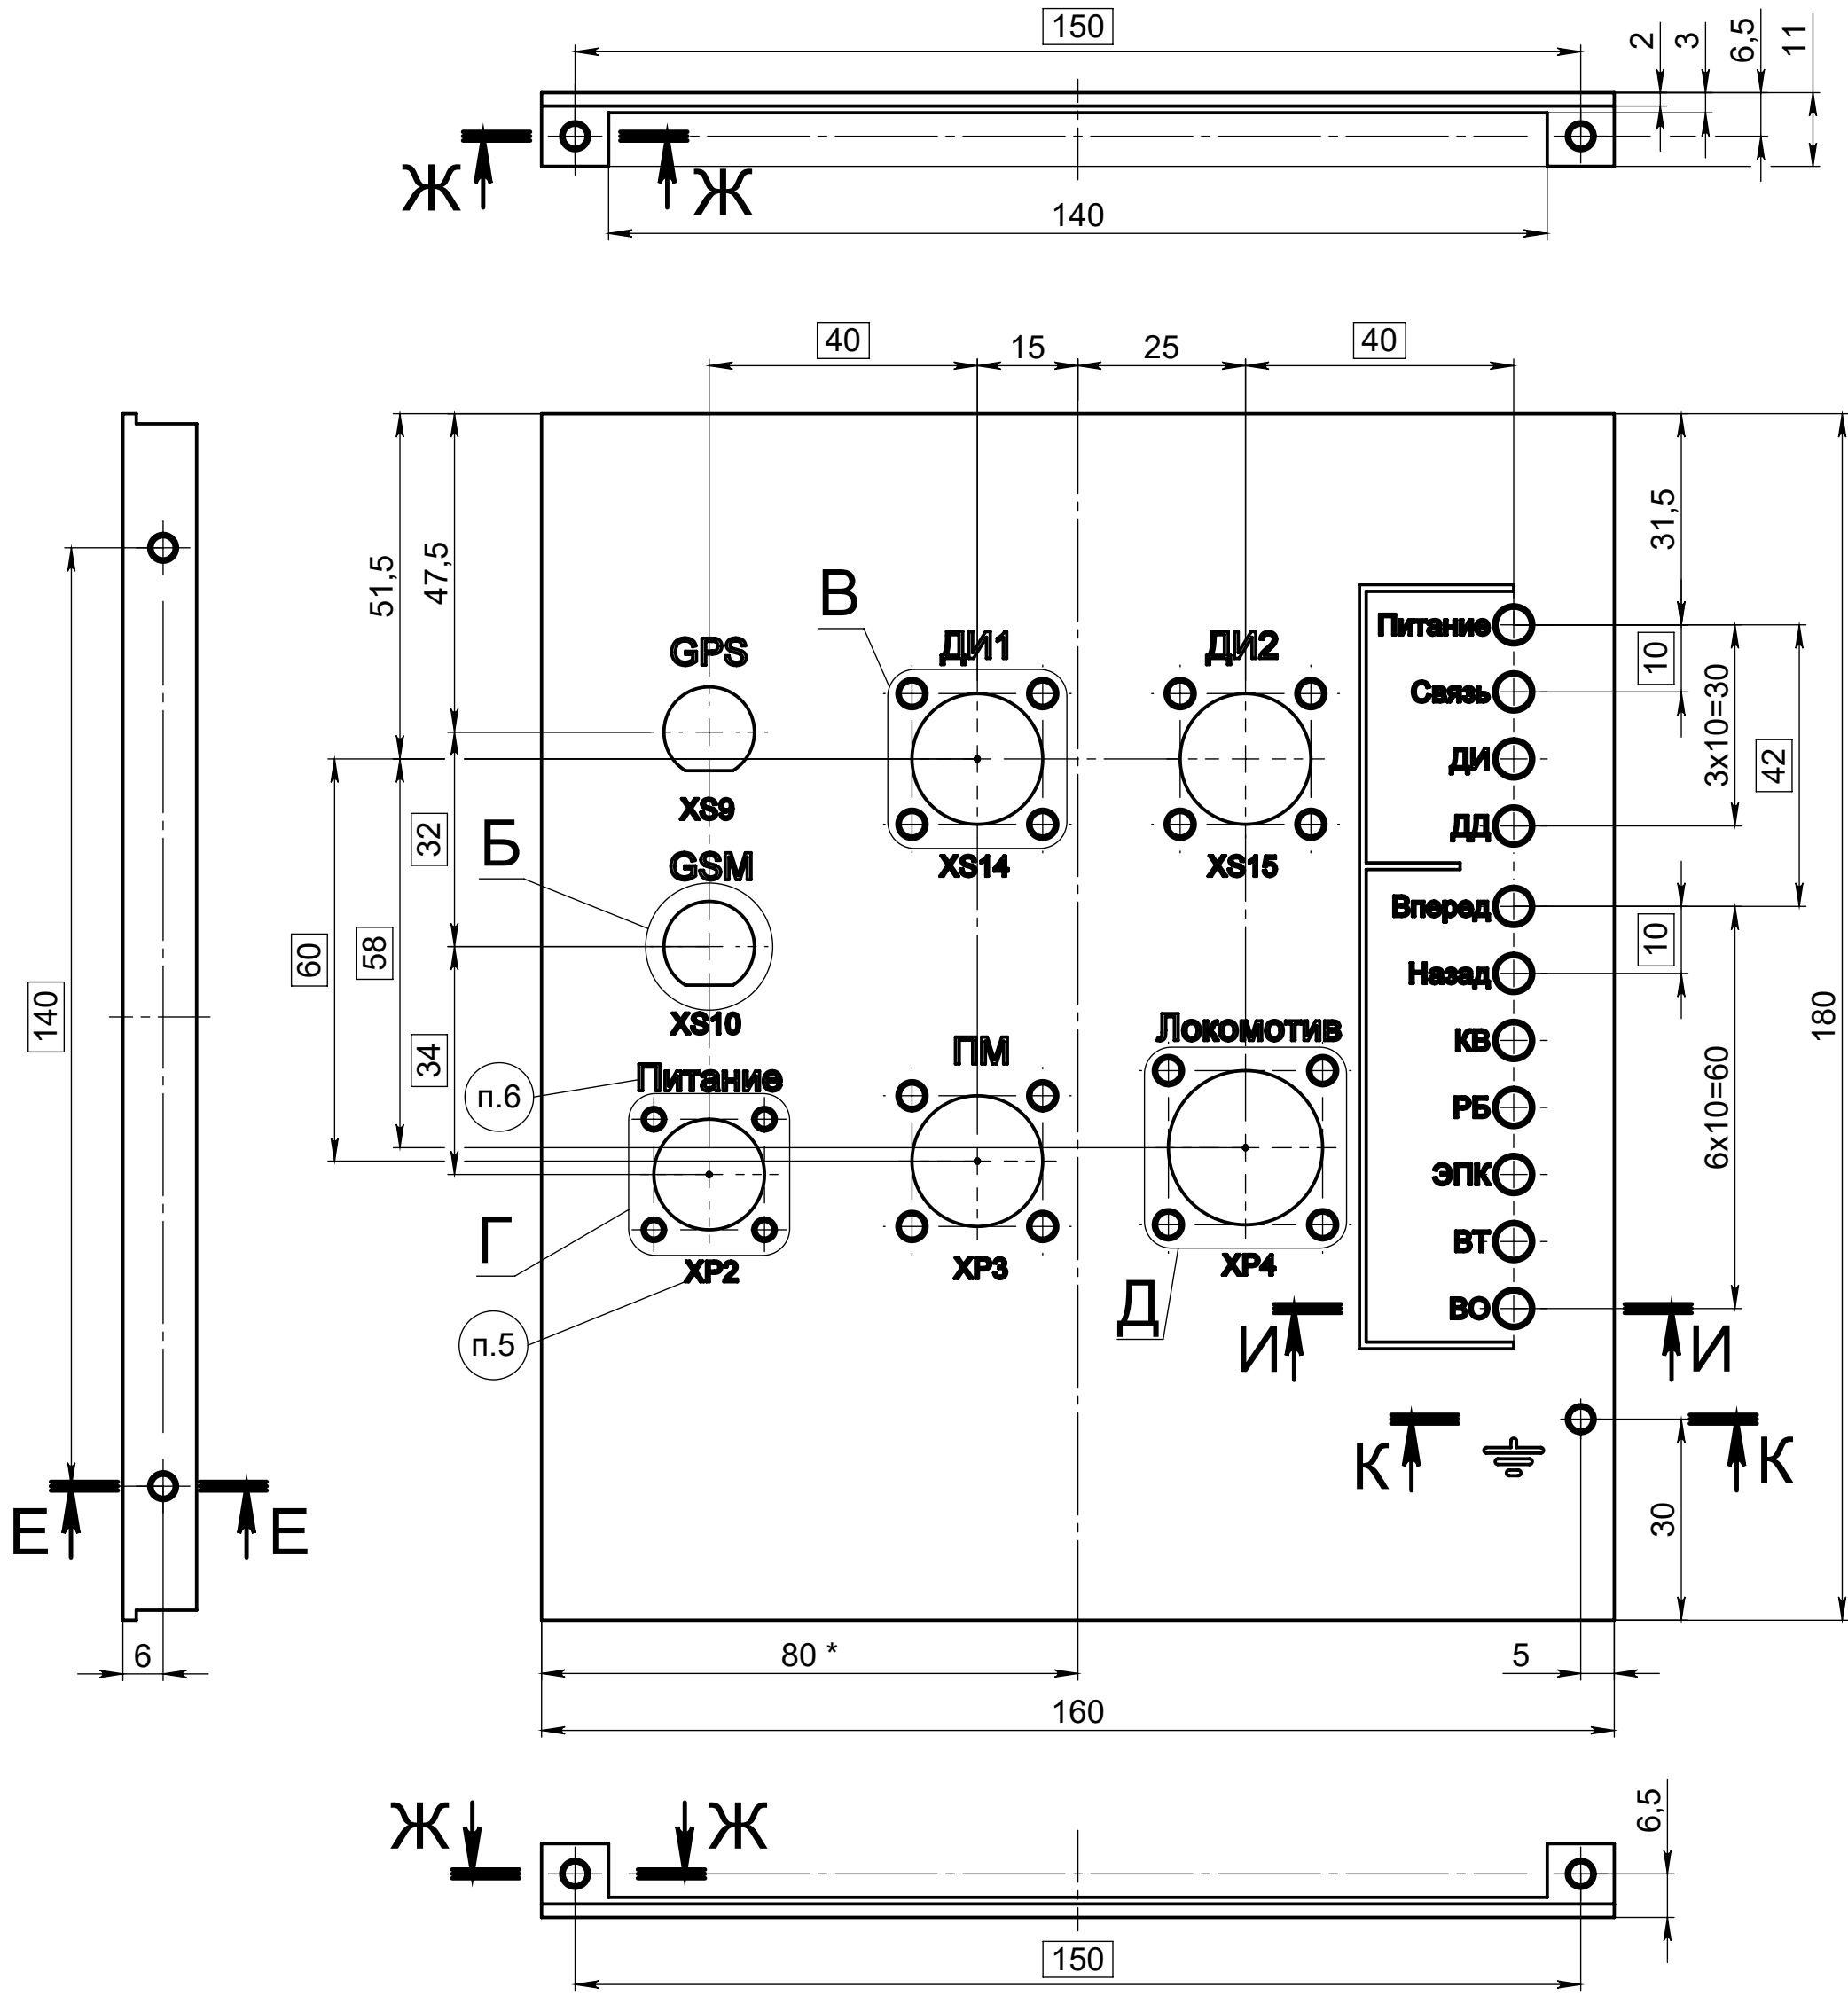 150
2
3
6,5
11
Ж
Ж
140
40
15
25
40
51,5
47,5
31,5
В
GPS
ДИ1
ДИ2
Питание
10
Связь
3x10=30
ДИ
42
XS9
32
ДД
Б
GSM
XS14
XS15
Вперед
60
58
10
Назад
140
180
XS10
Локомотив
КВ
34
ПМ
п.6
Питание
РБ
6x10=60
ЭПК
Г
ВТ
XP2
XP3
XP4
Д
ВО
п.5
И
И
К
К
Е
Е
30
6
80 *
5
160
Ж
Ж
6,5
150